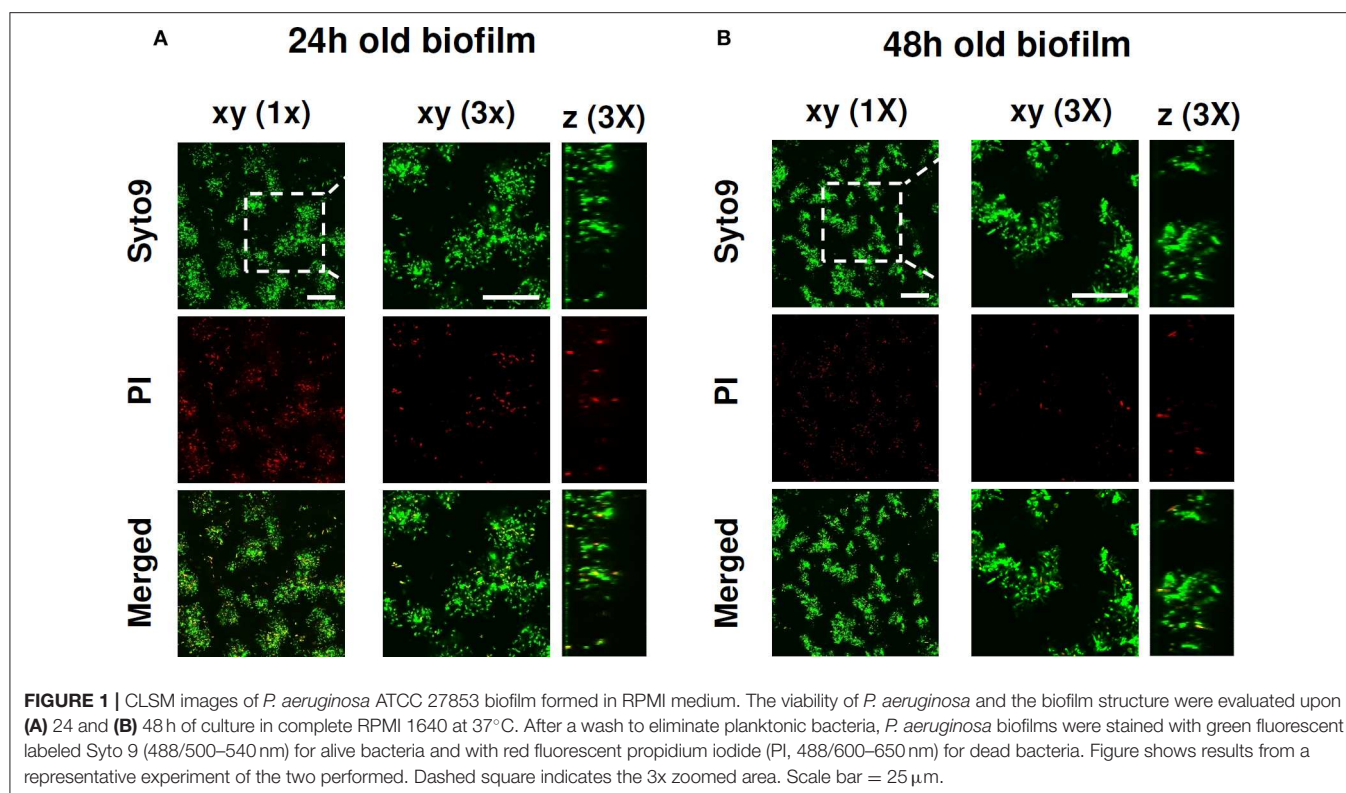 A
24h old biofilm
xy (1x)
xy (3x)
z (3X)
Syto9
PI
Merged
B
48h old biofilm
xy (1X)
xy (3X)
z (3X)
Syto9
PI
Merged
FIGURE 1 | CLSM images of P. aeruginosa ATCC 27853 biofilm formed in RPMI medium. The viability of P. aeruginosa and the biofilm structure were evaluated upon
(A) 24 and (B) 48 h of culture in complete RPMI 1640 at 37°C. After a wash to eliminate planktonic bacteria, P. aeruginosa biofilms were stained with green fluorescent
labeled Syto 9 (488/500–540 nm) for alive bacteria and with red fluorescent propidium iodide (PI, 488/600–650 nm) for dead bacteria. Figure shows results from a
representative experiment of the two performed. Dashed square indicates the 3x zoomed area. Scale bar = 25 μm.